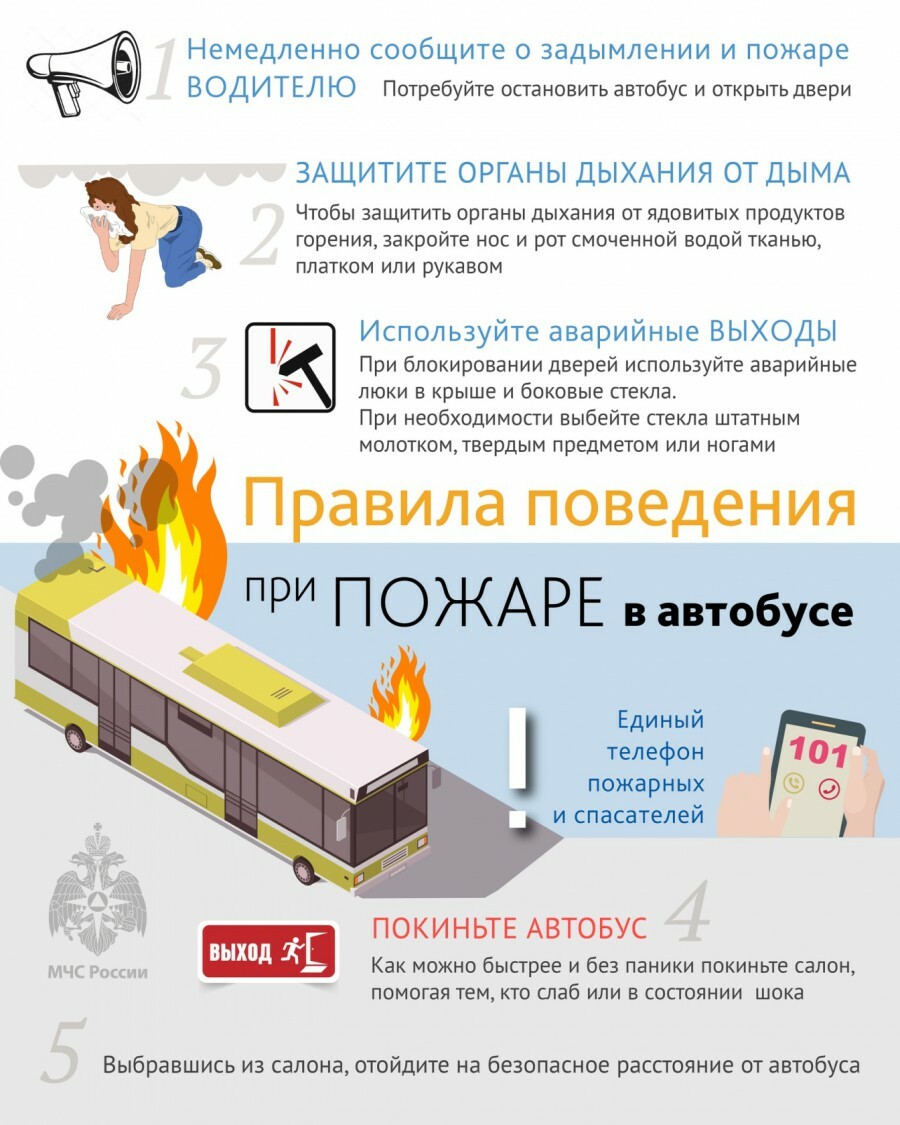 1 Немедленно сообщите о задымлении и пожаре
ВОДИТЕЛЮ Потребуйте остановить автобус и открыть двери
ЗАЩИТИТЕ ОРГАНЫ ДЫХАНИЯ ОТ ДЫМА
2 Чтобы защитить органы дыхания от ядовитых продуктов
горения, закройте нос и рот смоченной водой тканью,
платком или рукавом
3 Используйте аварийные ВЫХОДЫ
При блокировании дверей используйте аварийные
люки в крыше и боковые стекла.
При необходимости выбейте стекла штатным
молотком, твердым предметом или ногами
Правила поведения
при ПОЖАРЕ в автобусе
! Единый
телефон
пожарных
и спасателей
101
МЧС России
ВЫХОД
ПОКИНЬТЕ АВТОБУС 4
Как можно быстрее и без паники покиньте салон,
помогая тем, кто слаб или в состоянии шока
5 Выбравшись из салона, отойдите на безопасное расстояние от автобуса